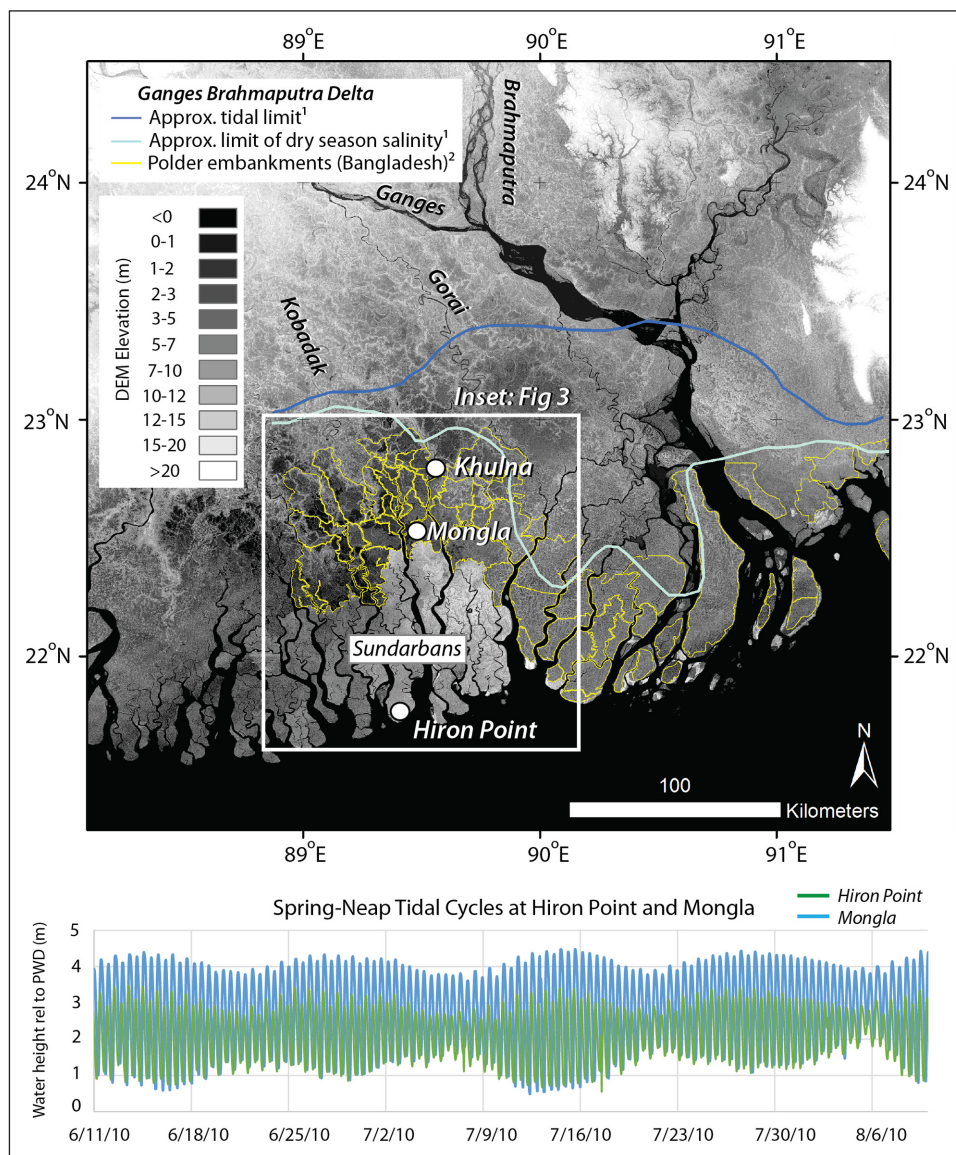 89°E 90°E 91°E
Ganges Brahmaputra Delta
Approx. tidal limit¹
Approx. limit of dry season salinity¹
Polder embankments (Bangladesh)²
Brahmaputra
24°N 24°N
Ganges
DEM Elevation (m)
<0
0-1
1-2
2-3
3-5
5-7
7-10
10-12
12-15
15-20
>20
Gorai
Kobadak
Inset: Fig 3
23°N 23°N
Khulna
Mongla
22°N 22°N
Sundarbans
Hiron Point
N
100
Kilometers
89°E 90°E 91°E
Spring-Neap Tidal Cycles at Hiron Point and Mongla
Hiron Point
Mongla
Water height rel to PWD (m)
5
4
3
2
1
0
6/11/10 6/18/10 6/25/10 7/2/10 7/9/10 7/16/10 7/23/10 7/30/10 8/6/10